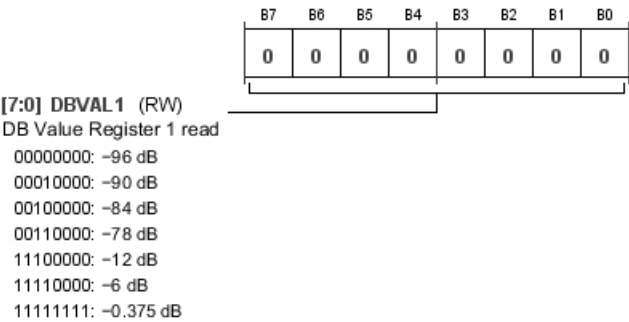 B7 B6 B5 B4 B3 B2 B1 B0
0 0 0 0 0 0 0 0
[7:0] DBVAL1 (RW)
DB Value Register 1 read
00000000: −96 dB
00010000: −90 dB
00100000: −84 dB
00110000: −78 dB
11100000: −12 dB
11110000: −6 dB
11111111: −0.375 dB